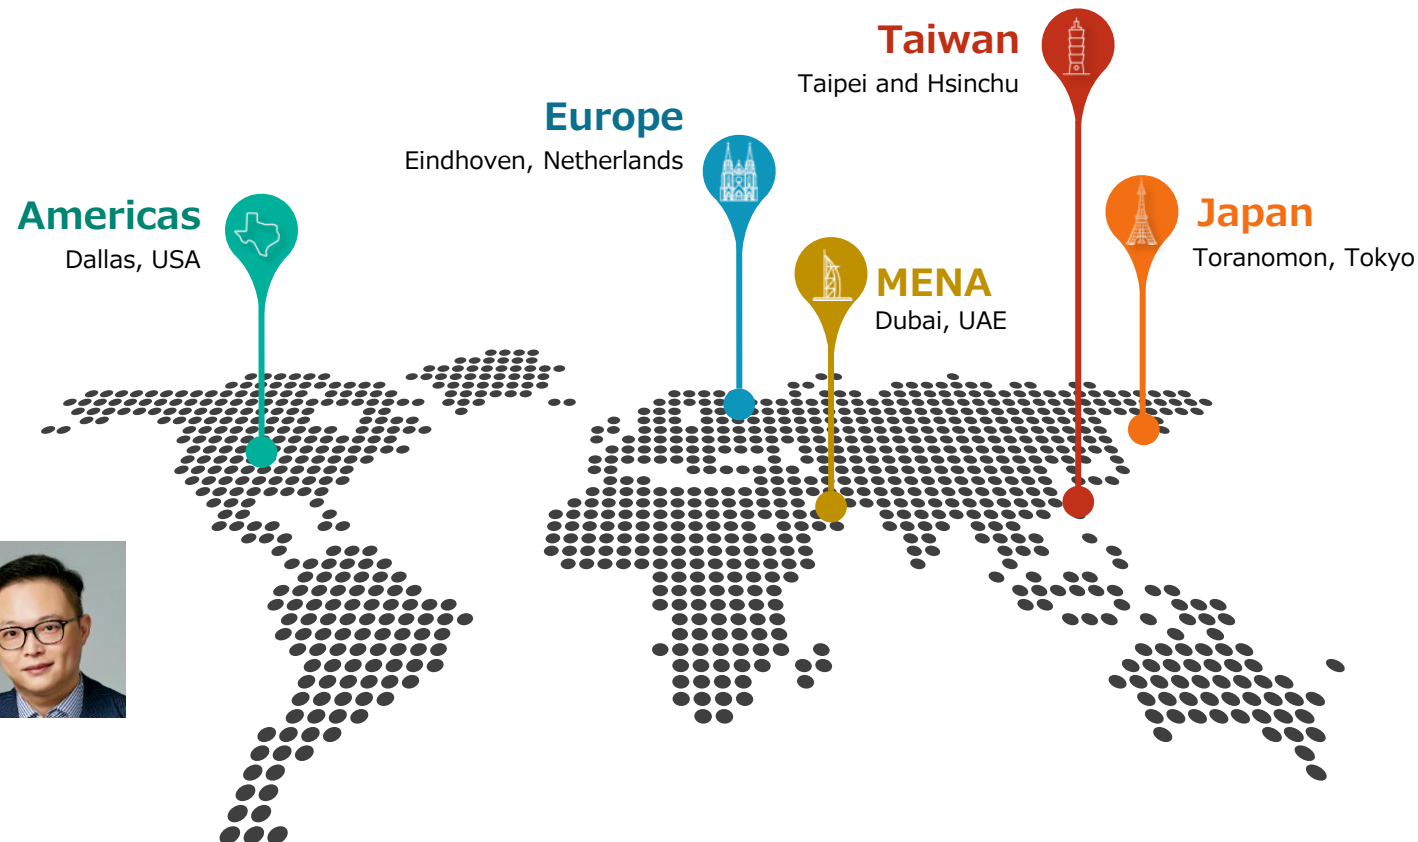 Taiwan
Taipei and Hsinchu
Europe
Eindhoven, Netherlands
Americas
Dallas, USA
Japan
Toranomon, Tokyo
MENA
Dubai, UAE